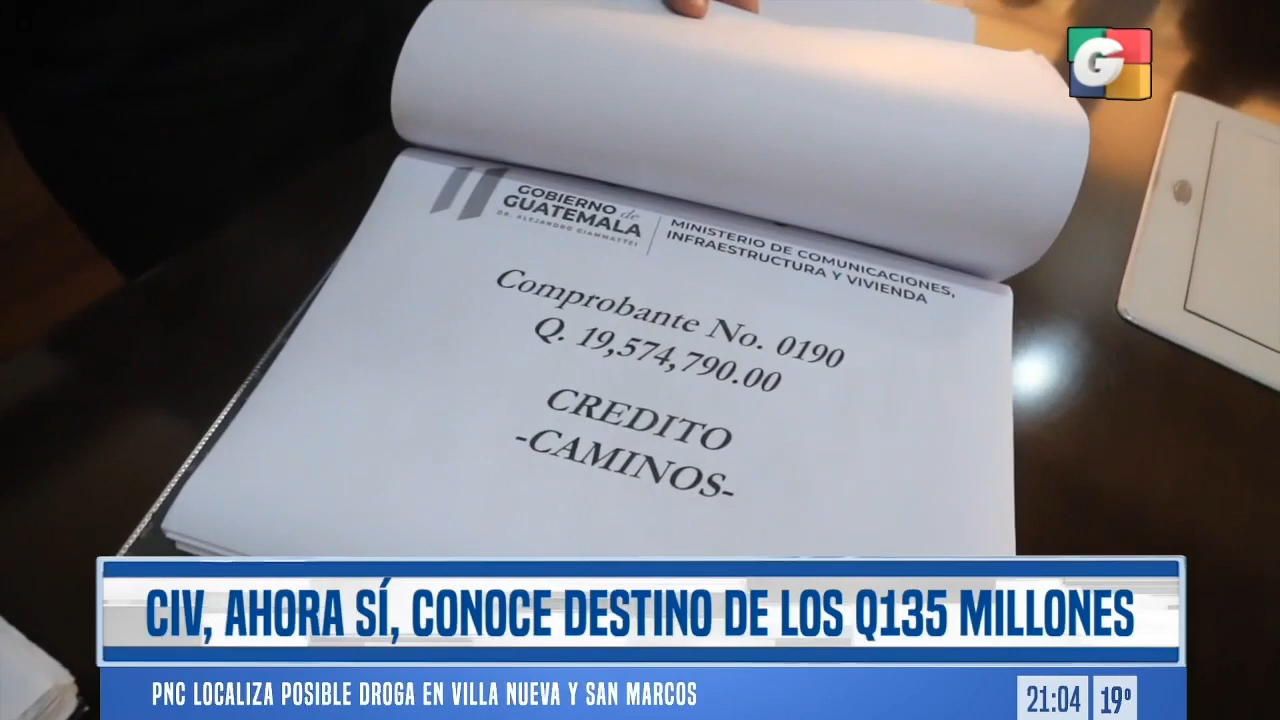 G
GOBIERNO de
GUATEMALA
DR. ALEJANDRO GIAMMATTEI
MINISTERIO DE COMUNICACIONES,
INFRAESTRUCTURA Y VIVIENDA
Comprobante No. 0190
Q. 19,574,790.00
CREDITO
-CAMINOS-
CIV, AHORA SÍ, CONOCE DESTINO DE LOS Q135 MILLONES
PNC LOCALIZA POSIBLE DROGA EN VILLA NUEVA Y SAN MARCOS
21:04 19º